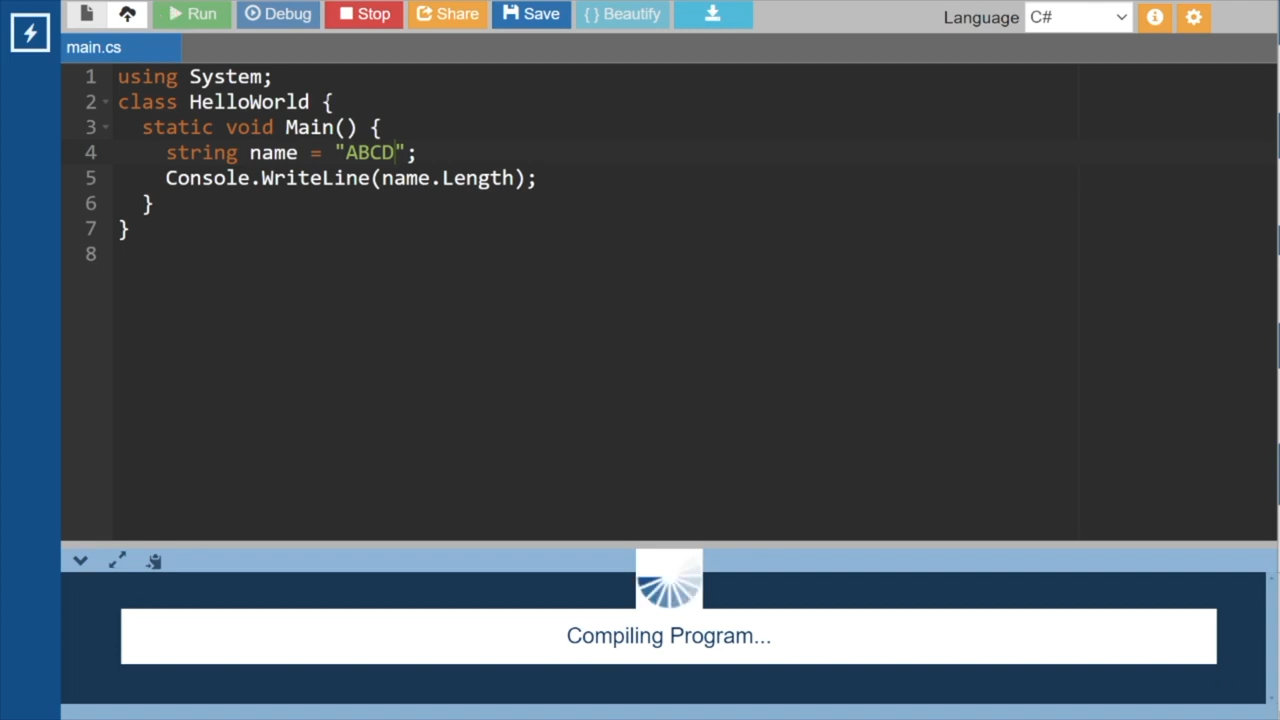 Run Debug Stop Share Save { } Beautify Language C#
main.cs
1 using System;
2 class HelloWorld {
3 static void Main() {
4 string name = "ABCD";
5 Console.WriteLine(name.Length);
6 }
7 }
8
Compiling Program...